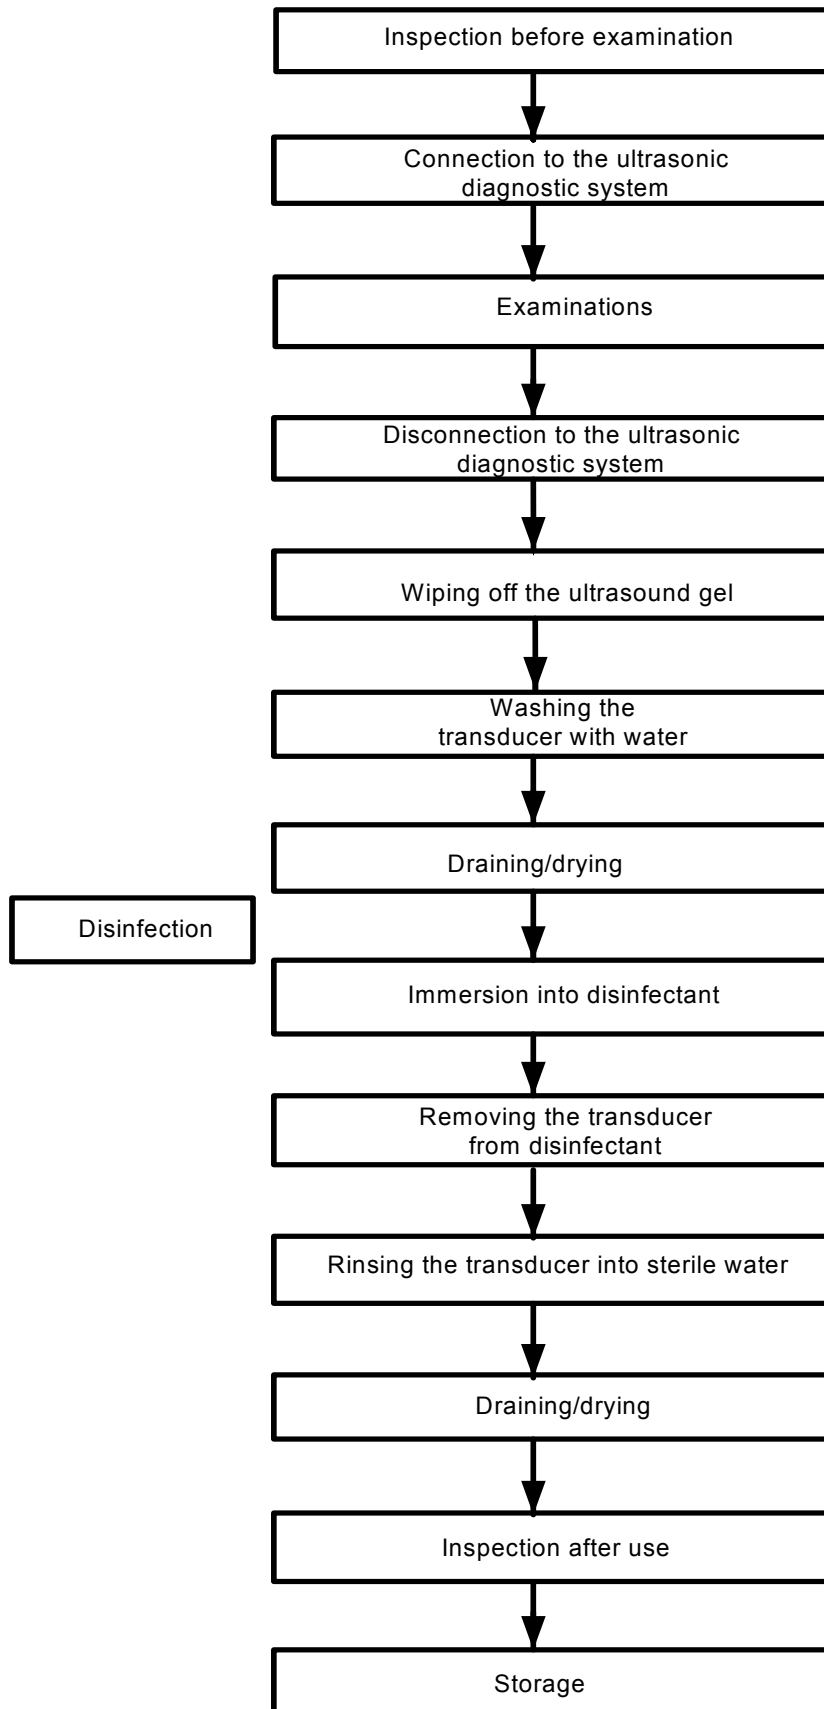 Inspection before examination
Connection to the ultrasonic
diagnostic system
Examinations
Disconnection to the ultrasonic
diagnostic system
Wiping off the ultrasound gel
Washing the
transducer with water
Draining/drying
Disinfection
Immersion into disinfectant
Removing the transducer
from disinfectant
Rinsing the transducer into sterile water
Draining/drying
Inspection after use
Storage